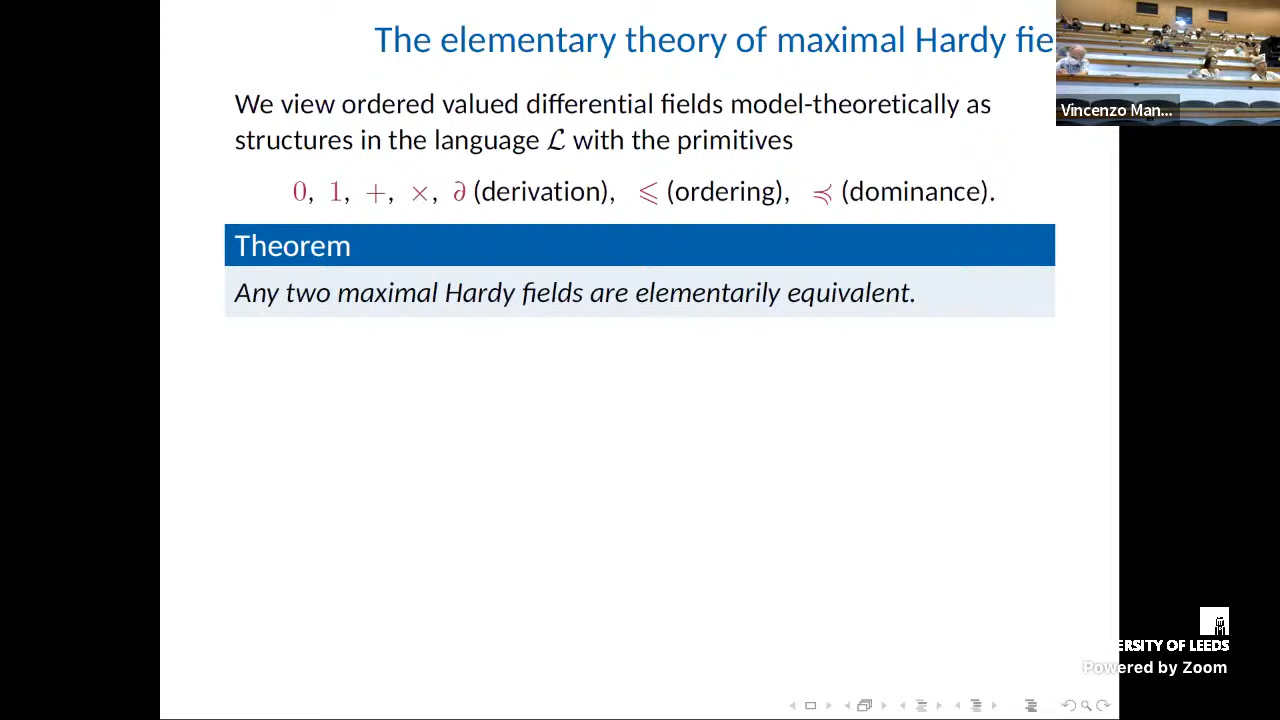 The elementary theory of maximal Hardy fie
We view ordered valued differential fields model-theoretically as
structures in the language ℒ with the primitives
0, 1, +, ×, ∂ (derivation), ⩽ (ordering), ≼ (dominance).
Theorem
Any two maximal Hardy fields are elementarily equivalent.
Vincenzo Man...
ERSITY OF LEEDS
Powered by Zoom